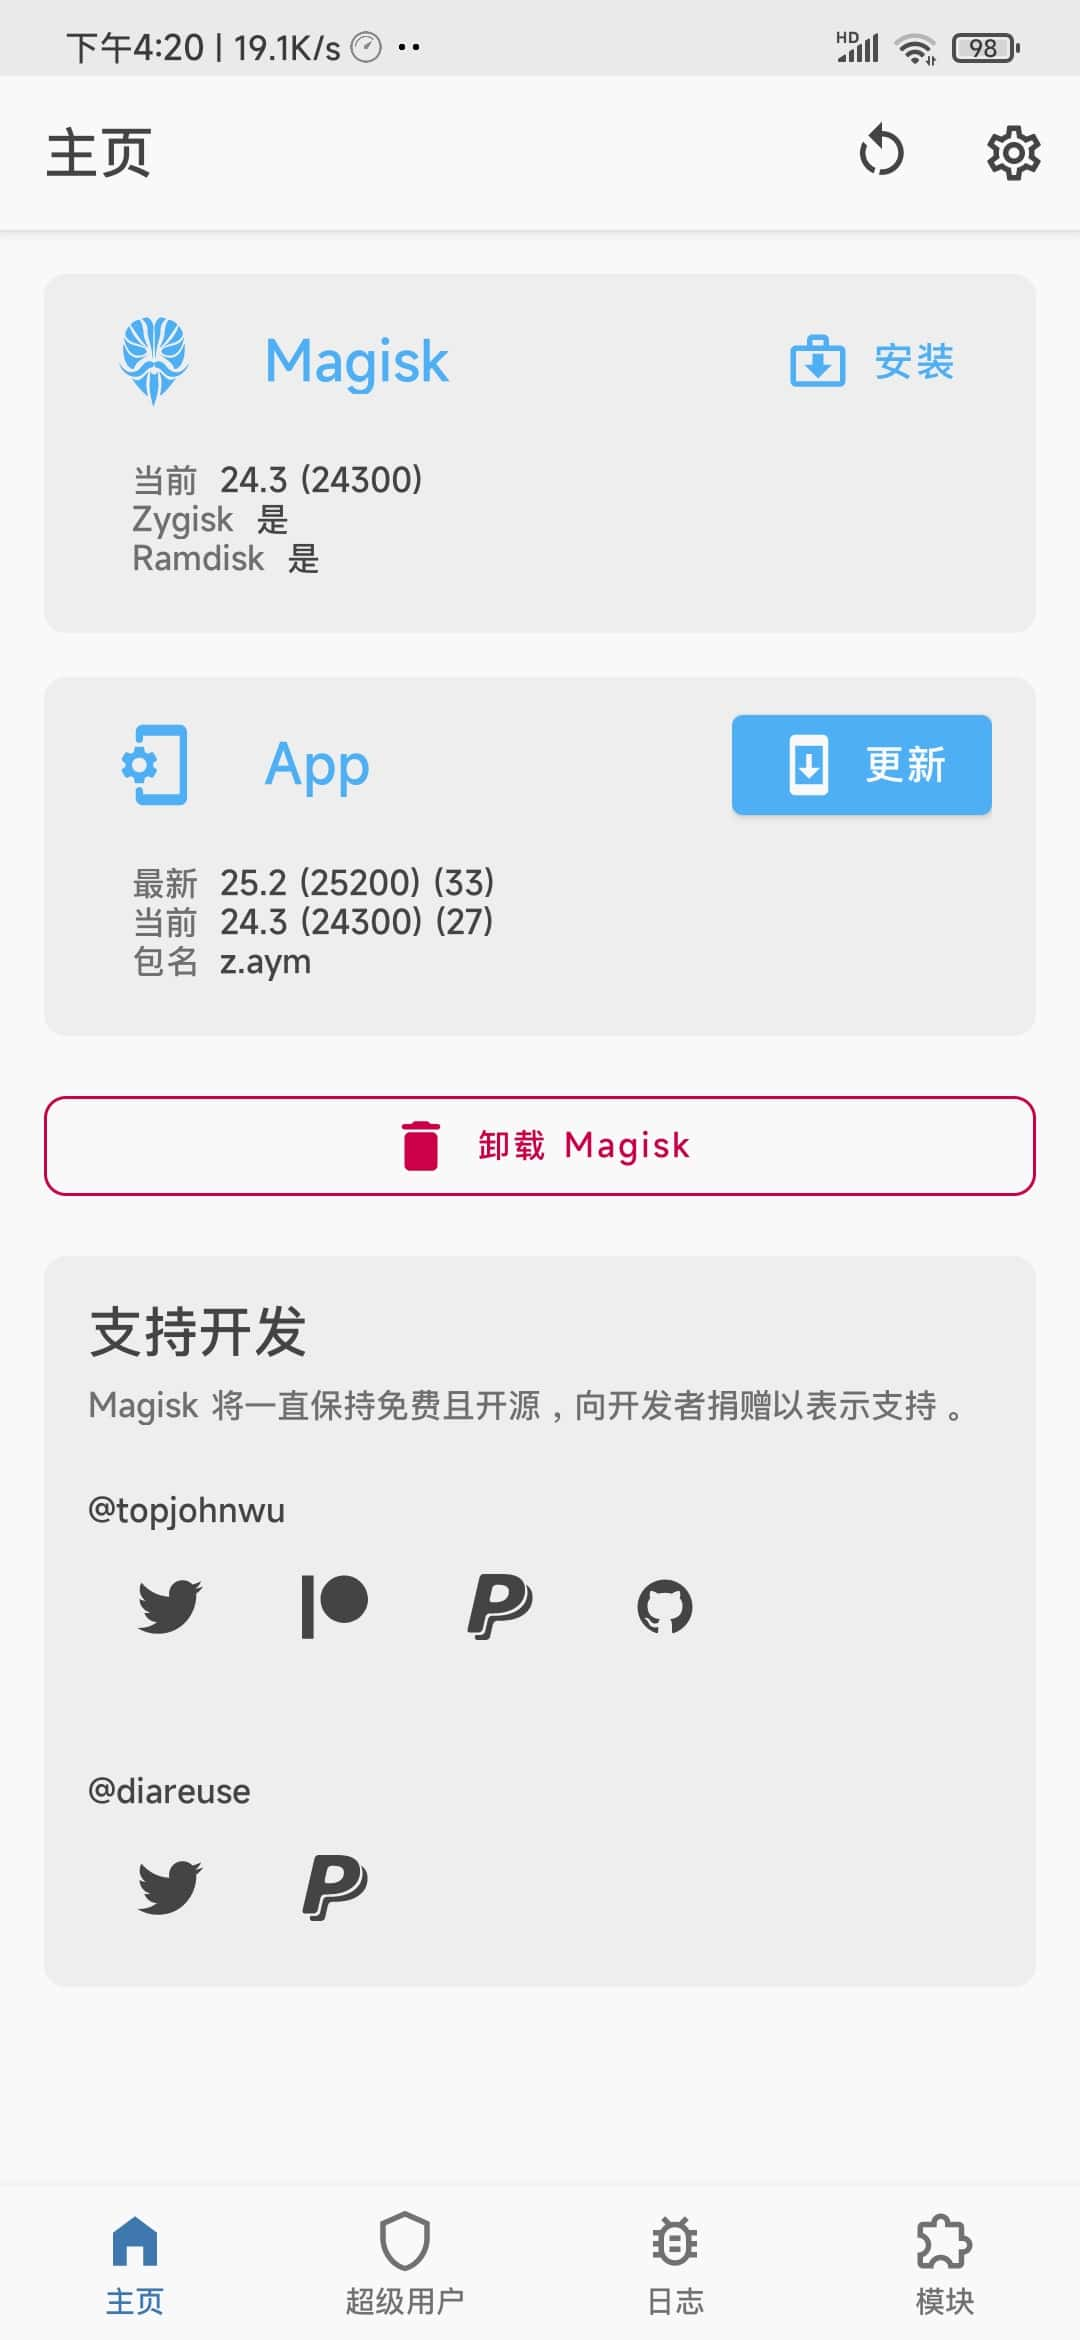 下午4:20 | 19.1K/s
HD
98
主页
Magisk
安装
当前 24.3 (24300)
Zygisk 是
Ramdisk 是
App
更新
最新 25.2 (25200) (33)
当前 24.3 (24300) (27)
包名 z.aym
卸载 Magisk
支持开发
Magisk 将一直保持免费且开源，向开发者捐赠以表示支持。
@topjohnwu
@diareuse
主页
超级用户
日志
模块